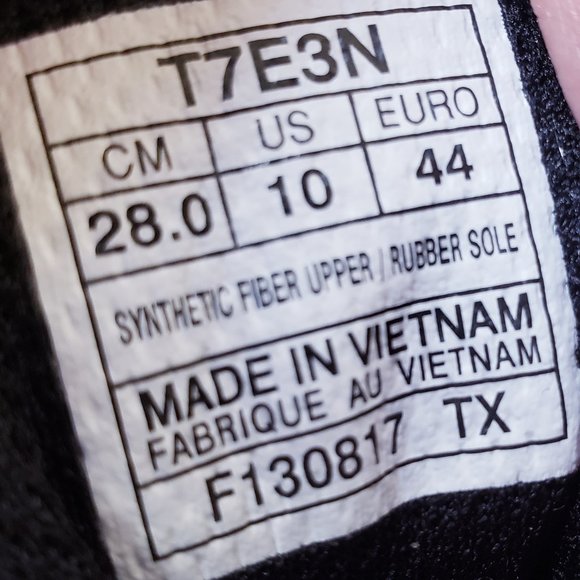 T7E3N
CM US EURO
28.0 10 44
SYNTHETIC FIBER UPPER / RUBBER SOLE
MADE IN VIETNAM
FABRIQUE AU VIETNAM
F130817 TX